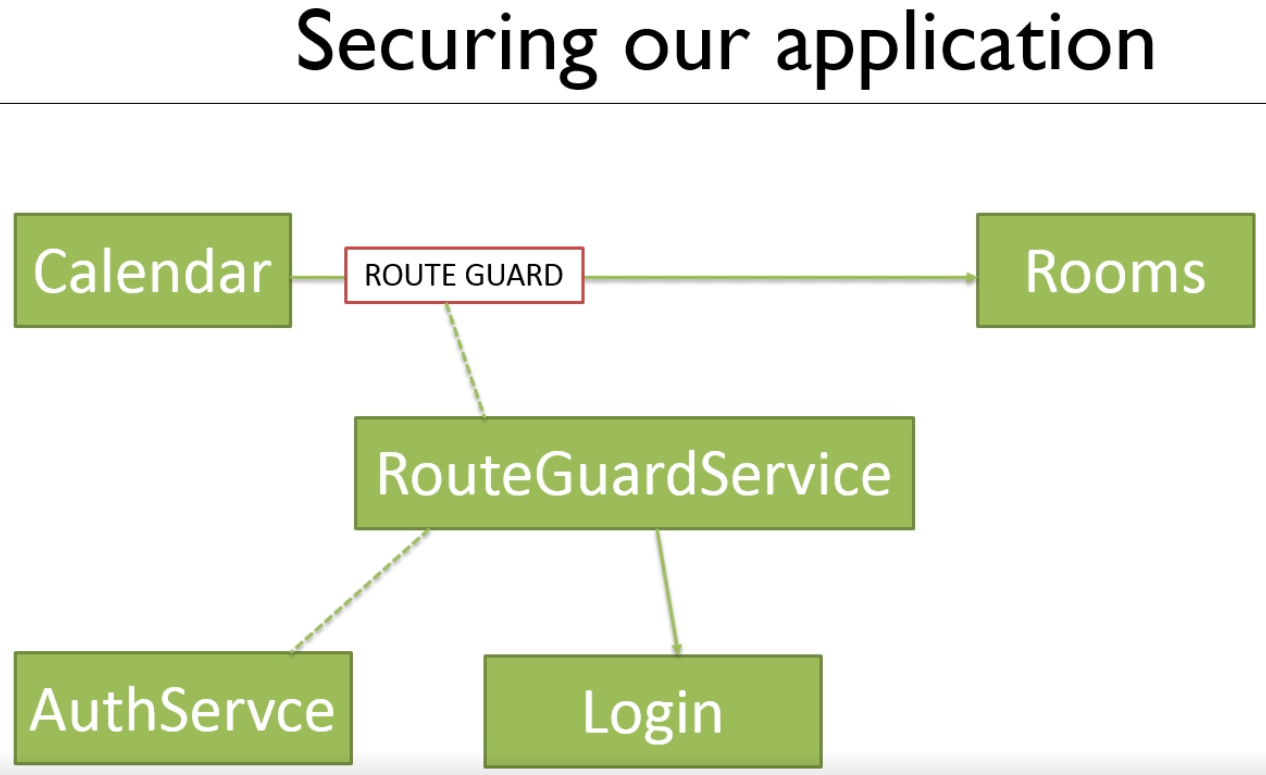 Securing our application
Calendar
ROUTE GUARD
Rooms
RouteGuardService
AuthServce
Login